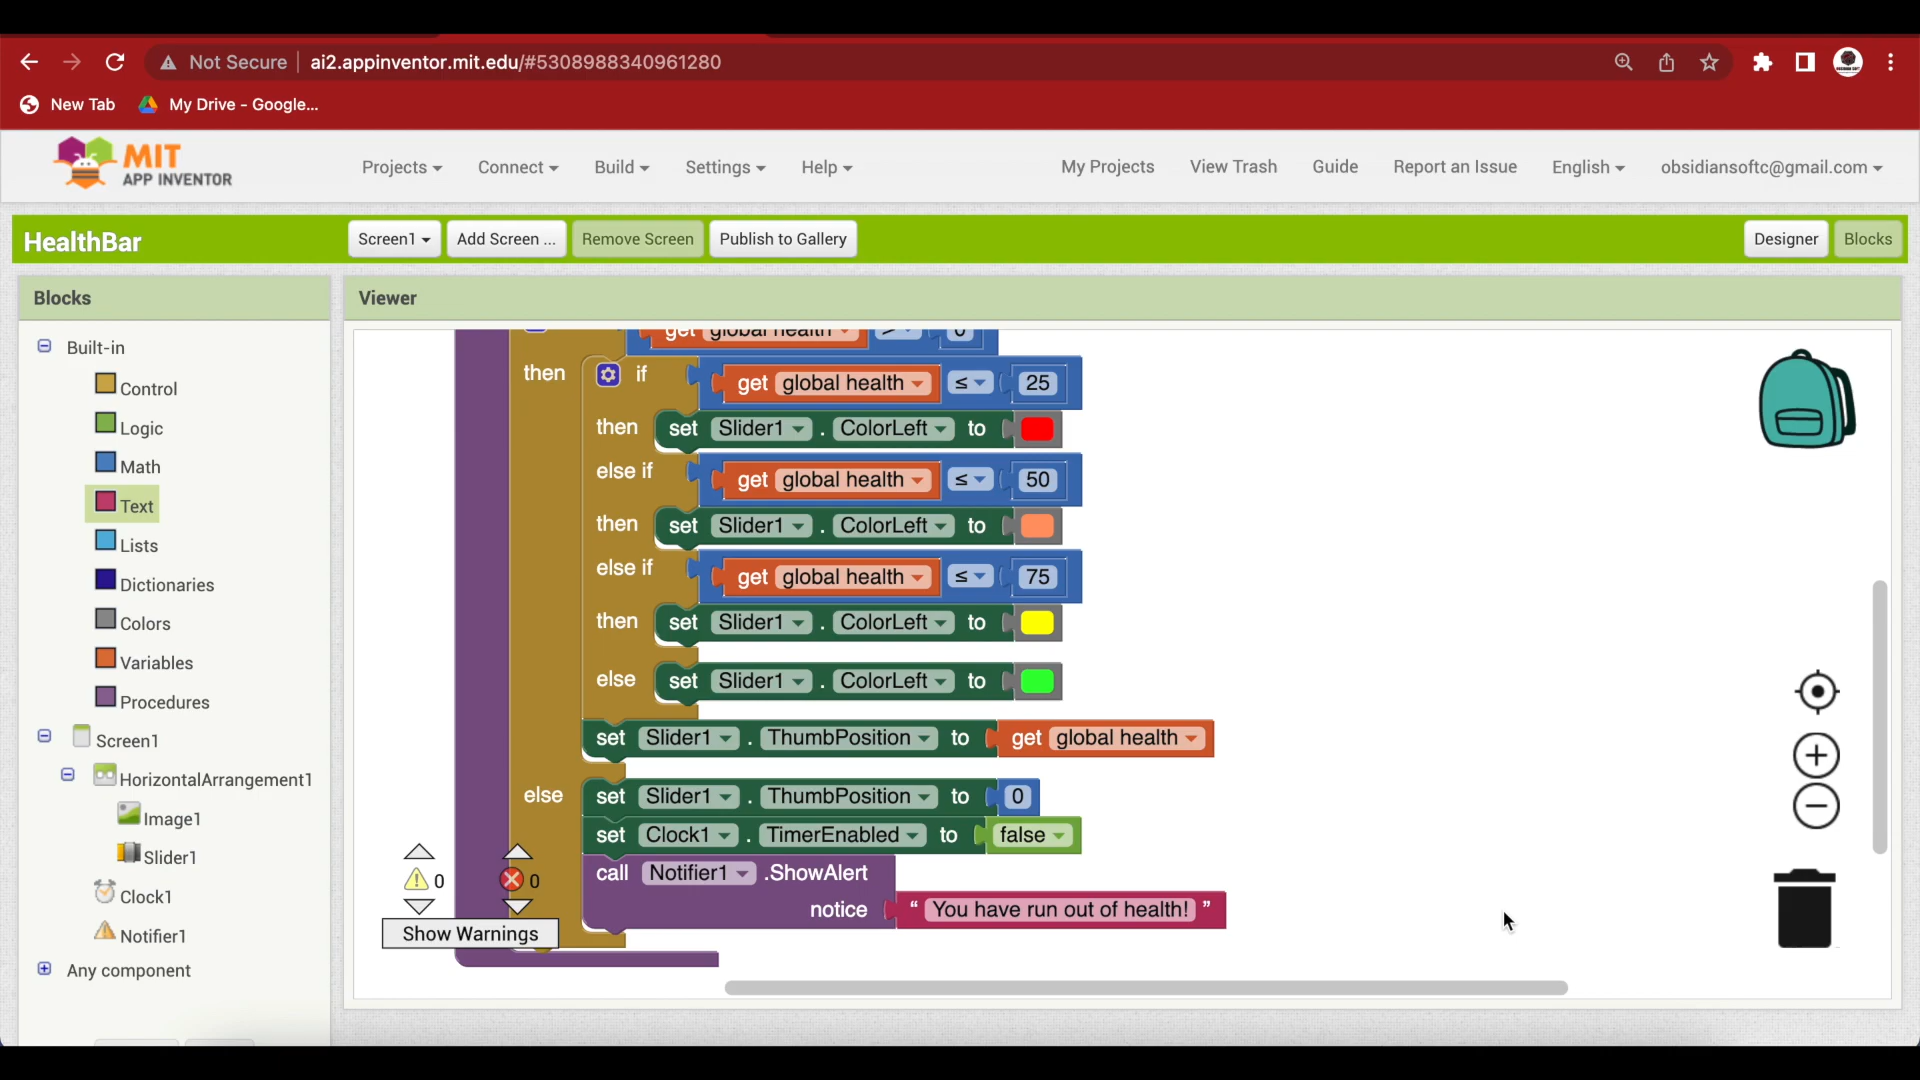 Not Secure | ai2.appinventor.mit.edu/#5308988340961280
New Tab My Drive - Google...
MIT
APP INVENTOR
Projects Connect Build Settings Help My Projects View Trash Guide Report an Issue English obsidiansoftc@gmail.com
HealthBar Screen1 Add Screen ... Remove Screen Publish to Gallery Designer Blocks
Blocks
Viewer
Built-in
Control
Logic
Math
Text
Lists
Dictionaries
Colors
Variables
Procedures
Screen1
HorizontalArrangement1
Image1
Slider1
Clock1
Notifier1
Any component
get global health > 0
then if get global health ≤ 25
then set Slider1 . ColorLeft to
else if get global health ≤ 50
then set Slider1 . ColorLeft to
else if get global health ≤ 75
then set Slider1 . ColorLeft to
else set Slider1 . ColorLeft to
set Slider1 . ThumbPosition to get global health
else set Slider1 . ThumbPosition to 0
set Clock1 . TimerEnabled to false
call Notifier1 .ShowAlert
notice “ You have run out of health! ”
0 0
Show Warnings